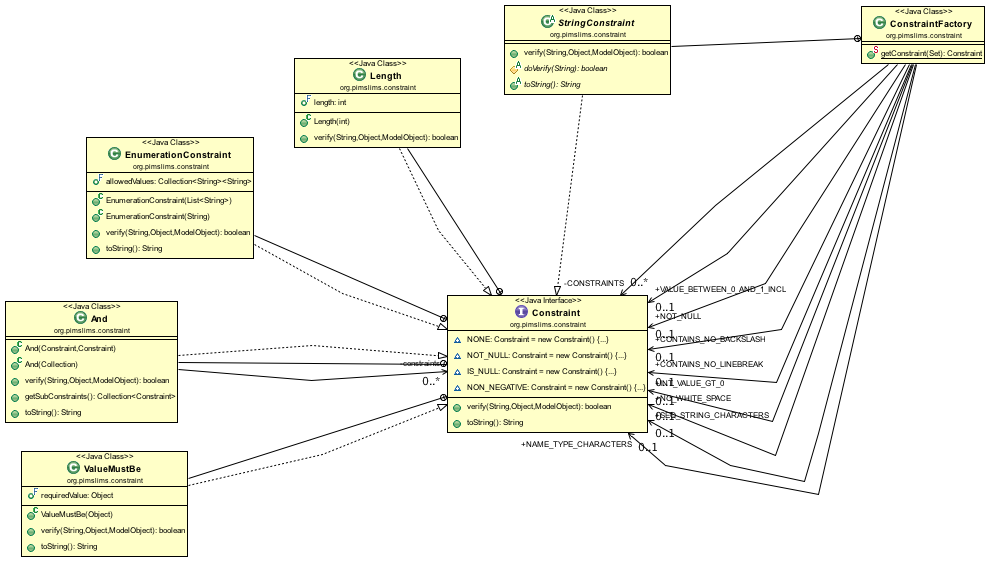 <<Java Class>>
StringConstraint
org.pimslims.constraint
verify(String,Object,ModelObject): boolean
doVerify(String): boolean
toString(): String
<<Java Class>>
ConstraintFactory
org.pimslims.constraint
getConstraint(Set): Constraint
<<Java Class>>
Length
org.pimslims.constraint
length: int
Length(int)
verify(String,Object,ModelObject): boolean
<<Java Class>>
EnumerationConstraint
org.pimslims.constraint
allowedValues: Collection<String><String>
EnumerationConstraint(List<String>)
EnumerationConstraint(String)
verify(String,Object,ModelObject): boolean
toString(): String
<<Java Class>>
And
org.pimslims.constraint
And(Constraint,Constraint)
And(Collection)
verify(String,Object,ModelObject): boolean
getSubConstraints(): Collection<Constraint>
toString(): String
-constraints
0..*
<<Java Interface>>
Constraint
org.pimslims.constraint
NONE: Constraint = new Constraint() {...}
NOT_NULL: Constraint = new Constraint() {...}
IS_NULL: Constraint = new Constraint() {...}
NON_NEGATIVE: Constraint = new Constraint() {...}
verify(String,Object,ModelObject): boolean
toString(): String
-CONSTRAINTS 0..*
+VALUE_BETWEEN_0_AND_1_INCL
0..1
+NOT_NULL
0..1
+CONTAINS_NO_BACKSLASH
0..1
+CONTAINS_NO_LINEBREAK
0..1
+INT_VALUE_GT_0
0..1
+NO_WHITE_SPACE
0..1
STRING_CHARACTERS
0..1
+NAME_TYPE_CHARACTERS 0..1
<<Java Class>>
ValueMustBe
org.pimslims.constraint
requiredValue: Object
ValueMustBe(Object)
verify(String,Object,ModelObject): boolean
toString(): String